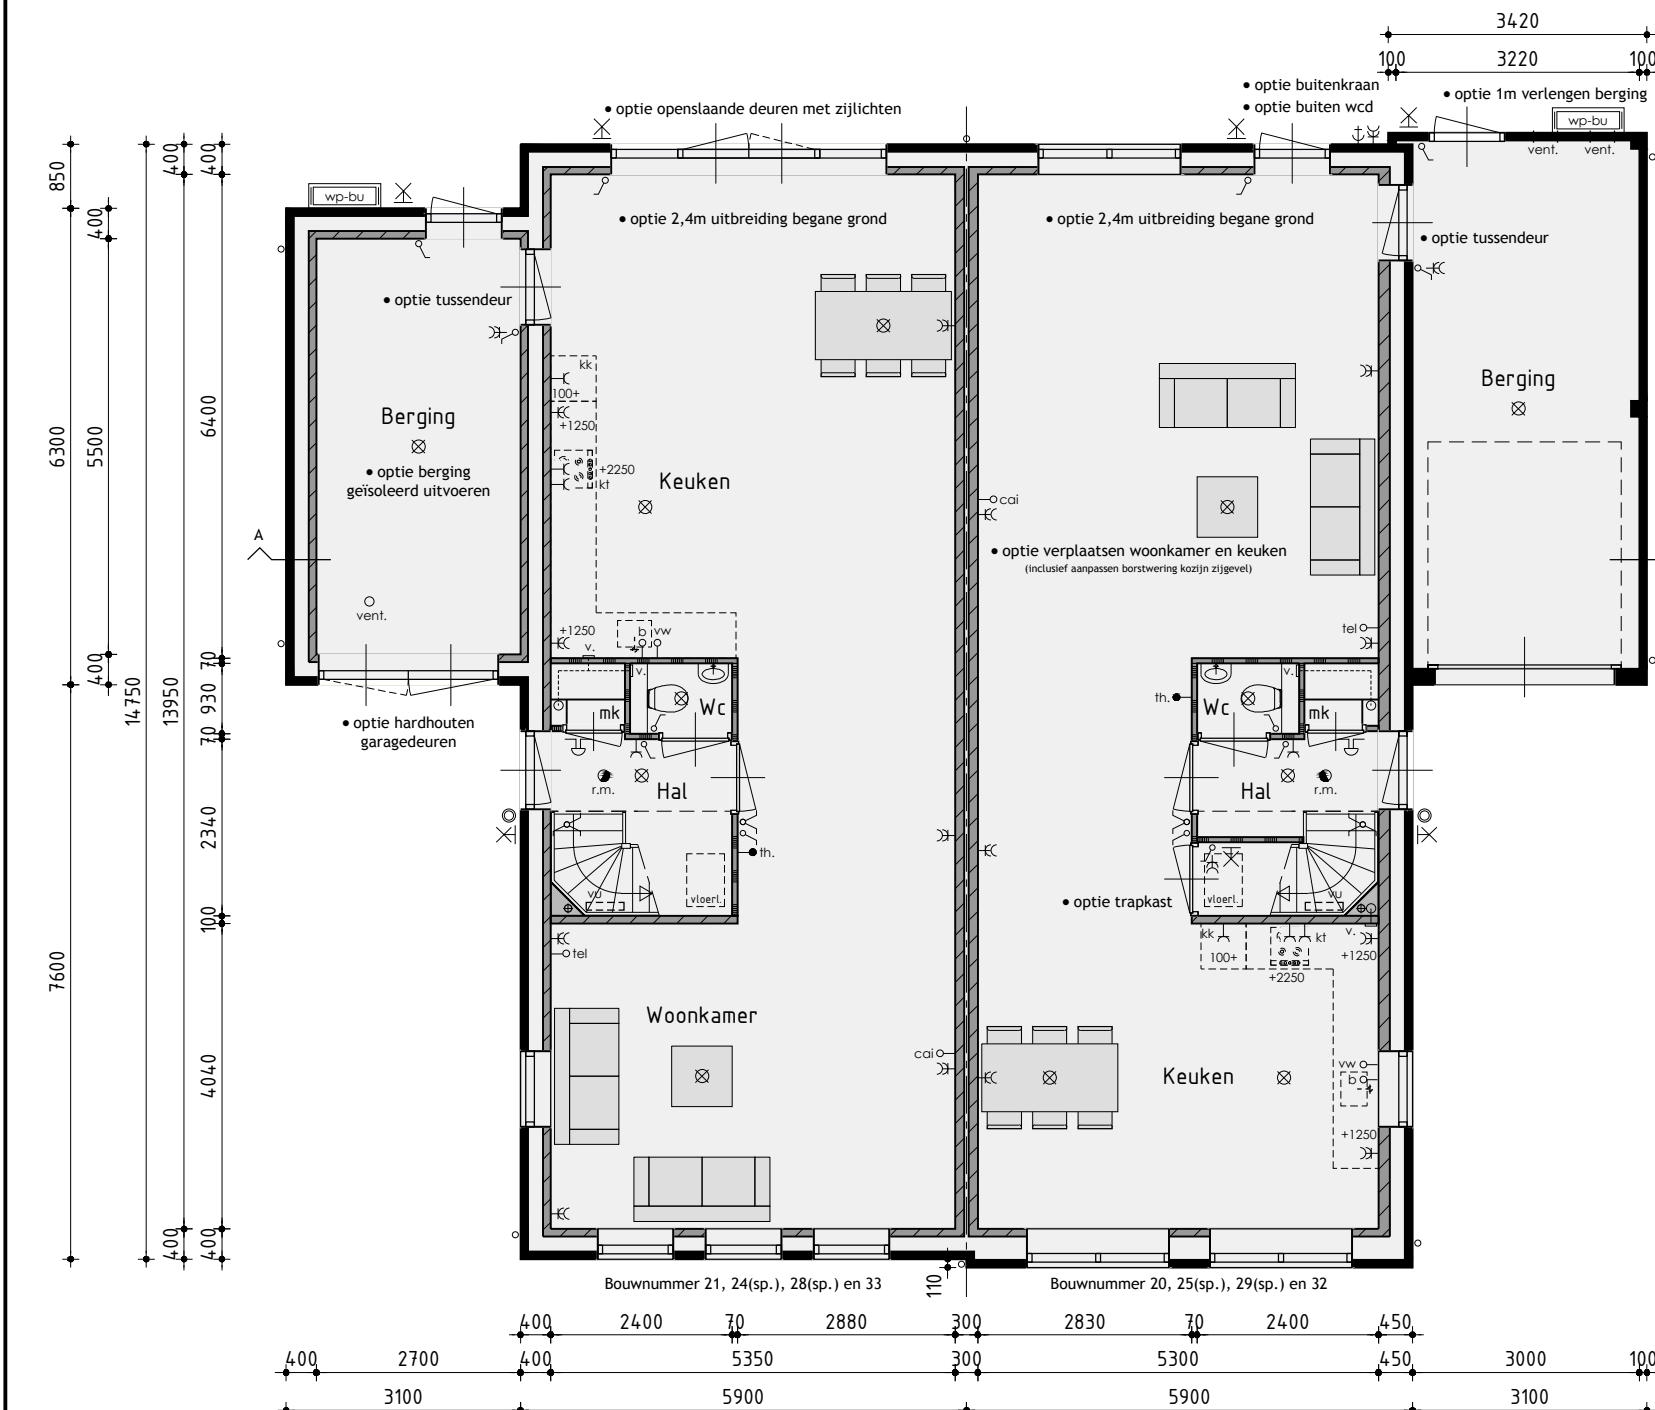 3420
100 3220 100
• optie buitenkraan
• optie buiten wcd
• optie 1m verlengen berging
• optie openslaande deuren met zijlichten
wp-bu
vent. vent.
wp-bu
• optie 2,4m uitbreiding begane grond
• optie 2,4m uitbreiding begane grond
• optie tussendeur
• optie tussendeur
kk
100+
+1250
+2250
kt
Berging
• optie berging
geïsoleerd uitvoeren
Keuken
Berging
cai
• optie verplaatsen woonkamer en keuken
(inclusief aanpassen borstwering kozijn zijgevel)
A
vent.
+1250
v.
b
vw
tel
v.
mk
Wc
th.
Wc
v.
mk
• optie hardhouten
garagedeuren
r.m.
Hal
Hal
r.m.
th.
vu
vloerl.
vloerl.
vu
• optie trapkast
tel
kk
100+
kt
+2250
v.
+1250
Woonkamer
cai
Keuken
vw
b
+1250
Bouwnummer 21, 24(sp.), 28(sp.) en 33
Bouwnummer 20, 25(sp.), 29(sp.) en 32
110
850
6300
7600
400
5500
400
14750
400
13950
400
400
6400
70
930
70
2340
100
4040
400
400 2400 70 2880 300 2830 70 2400 450
400 2700 400 5350 300 5300 450 3000 100
3100 5900 5900 3100